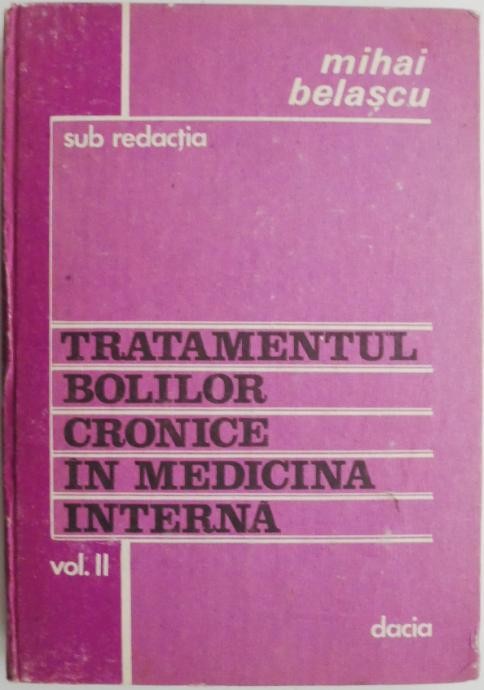 mihai
belașcu
sub redacția
TRATAMENTUL
BOLILOR
CRONICE
ÎN MEDICINA
INTERNĂ
vol. II
dacia